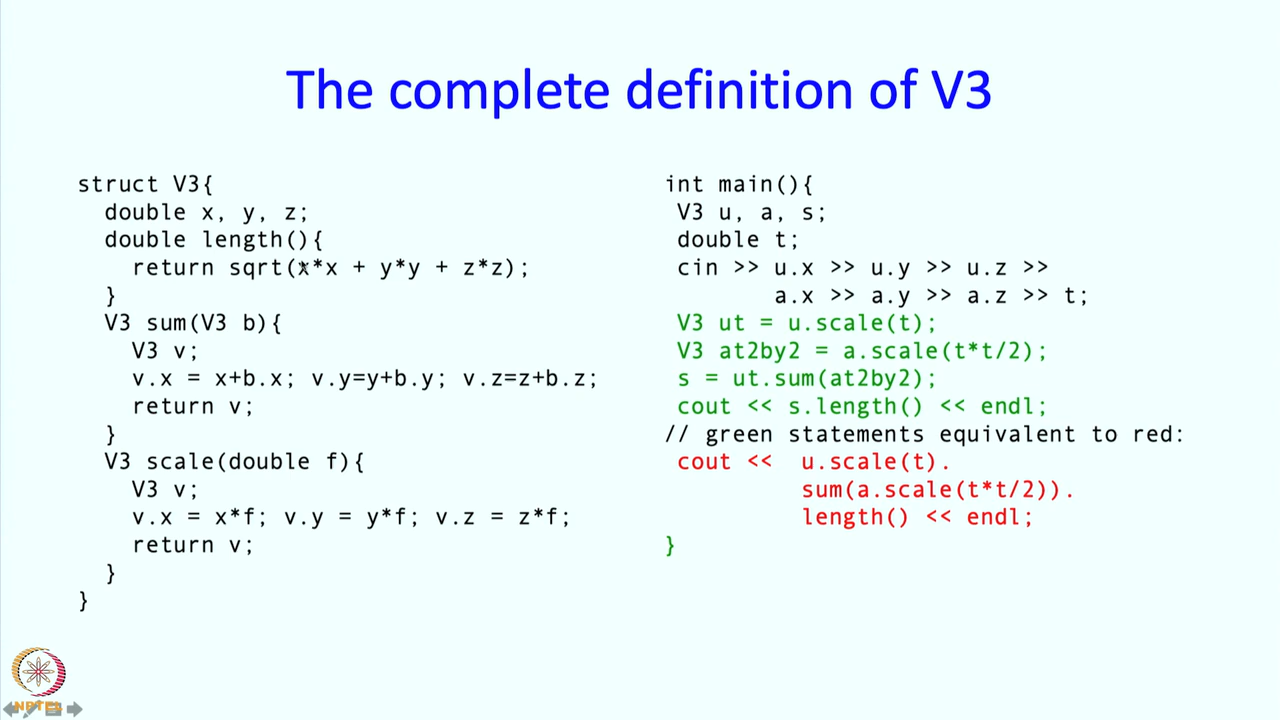 The complete definition of V3
struct V3{
double x, y, z;
double length(){
return sqrt(x*x + y*y + z*z);
}
V3 sum(V3 b){
V3 v;
v.x = x+b.x; v.y=y+b.y; v.z=z+b.z;
return v;
}
V3 scale(double f){
V3 v;
v.x = x*f; v.y = y*f; v.z = z*f;
return v;
}
}
int main(){
V3 u, a, s;
double t;
cin >> u.x >> u.y >> u.z >>
a.x >> a.y >> a.z >> t;
V3 ut = u.scale(t);
V3 at2by2 = a.scale(t*t/2);
s = ut.sum(at2by2);
cout << s.length() << endl;
// green statements equivalent to red:
cout << u.scale(t).
sum(a.scale(t*t/2)).
length() << endl;
}
NPTEL